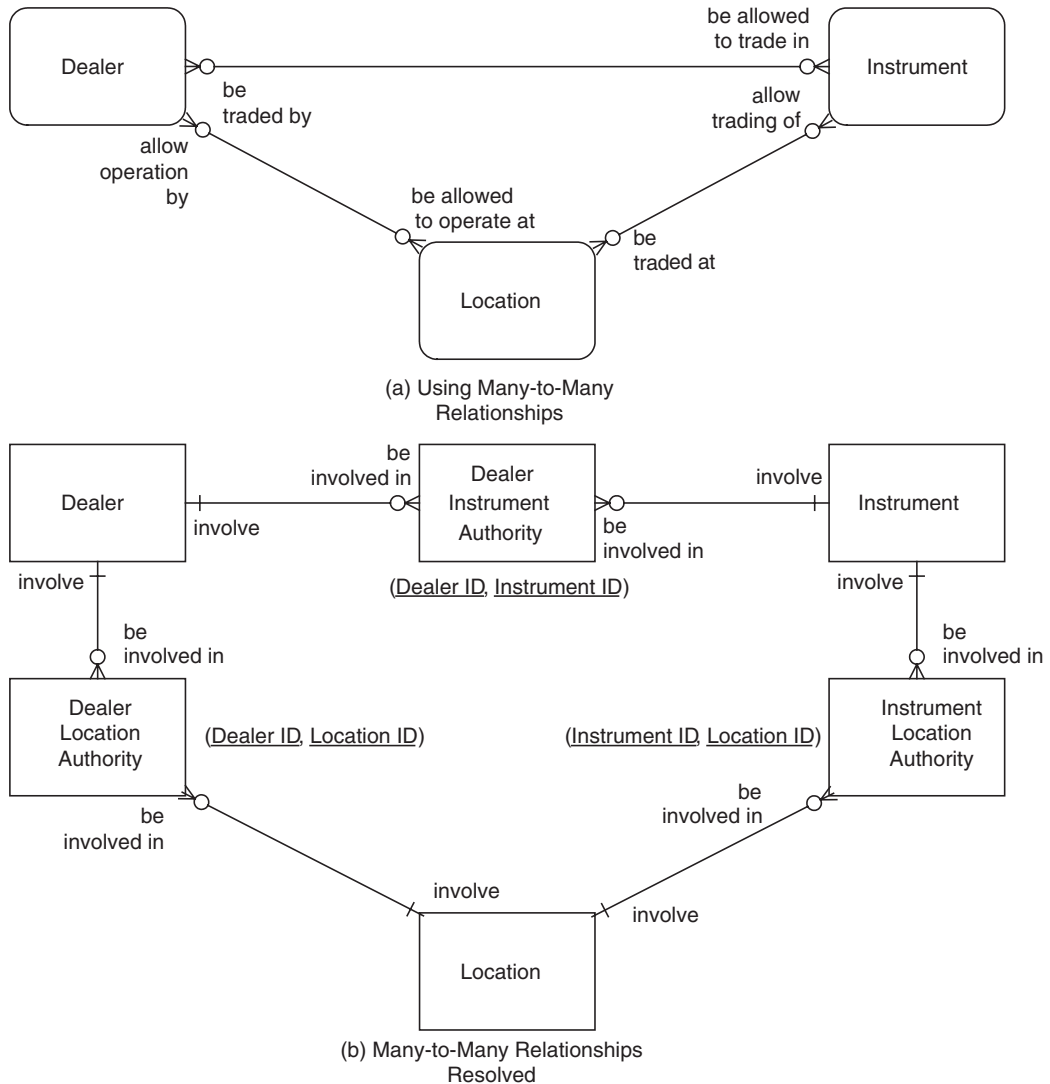 be allowed
to trade in
Dealer
Instrument
be
traded by
allow
trading of
allow
operation
by
be allowed
to operate at
be
traded at
Location
(a) Using Many-to-Many
Relationships
be
involved in
Dealer
Instrument
Authority
involve
Dealer
involve
Instrument
be
involved in
(Dealer ID, Instrument ID)
involve
involve
be
involved in
be
involved in
Dealer
Location
Authority
(Dealer ID, Location ID)
(Instrument ID, Location ID)
Instrument
Location
Authority
be
involved in
be
involved in
involve
involve
Location
(b) Many-to-Many Relationships
Resolved